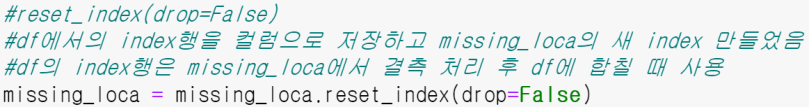 #reset_index(drop=False)
#df에서의 index행을 컬럼으로 저장하고 missing_loca의 새 index 만들었음
#df의 index행은 missing_loca에서 결측 처리 후 df에 합칠 때 사용
missing_loca = missing_loca.reset_index(drop=False)